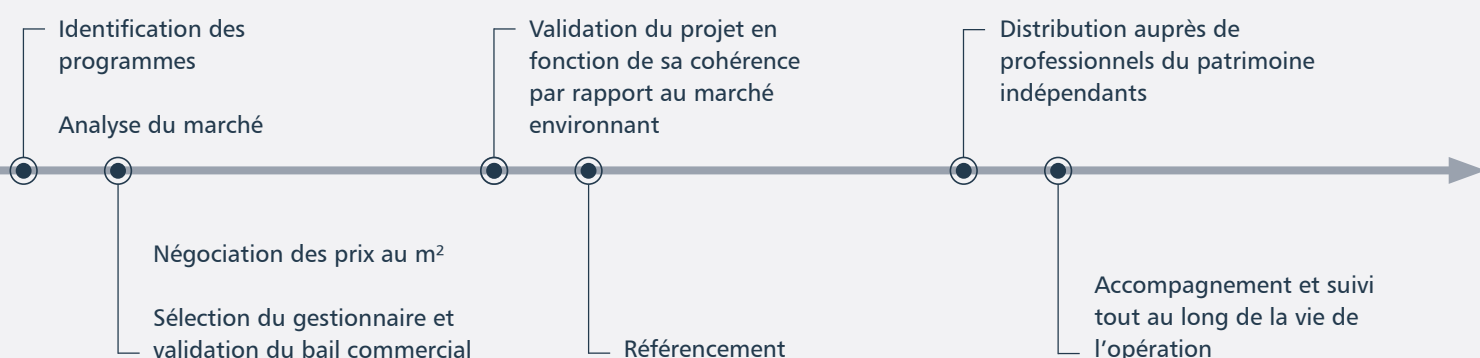 Identification des
programmes
Analyse du marché
Négociation des prix au m²
Sélection du gestionnaire et
validation du bail commercial
Validation du projet en
fonction de sa cohérence
par rapport au marché
environnant
Référencement
Distribution auprès de
professionnels du patrimoine
indépendants
Accompagnement et suivi
tout au long de la vie de
l’opération